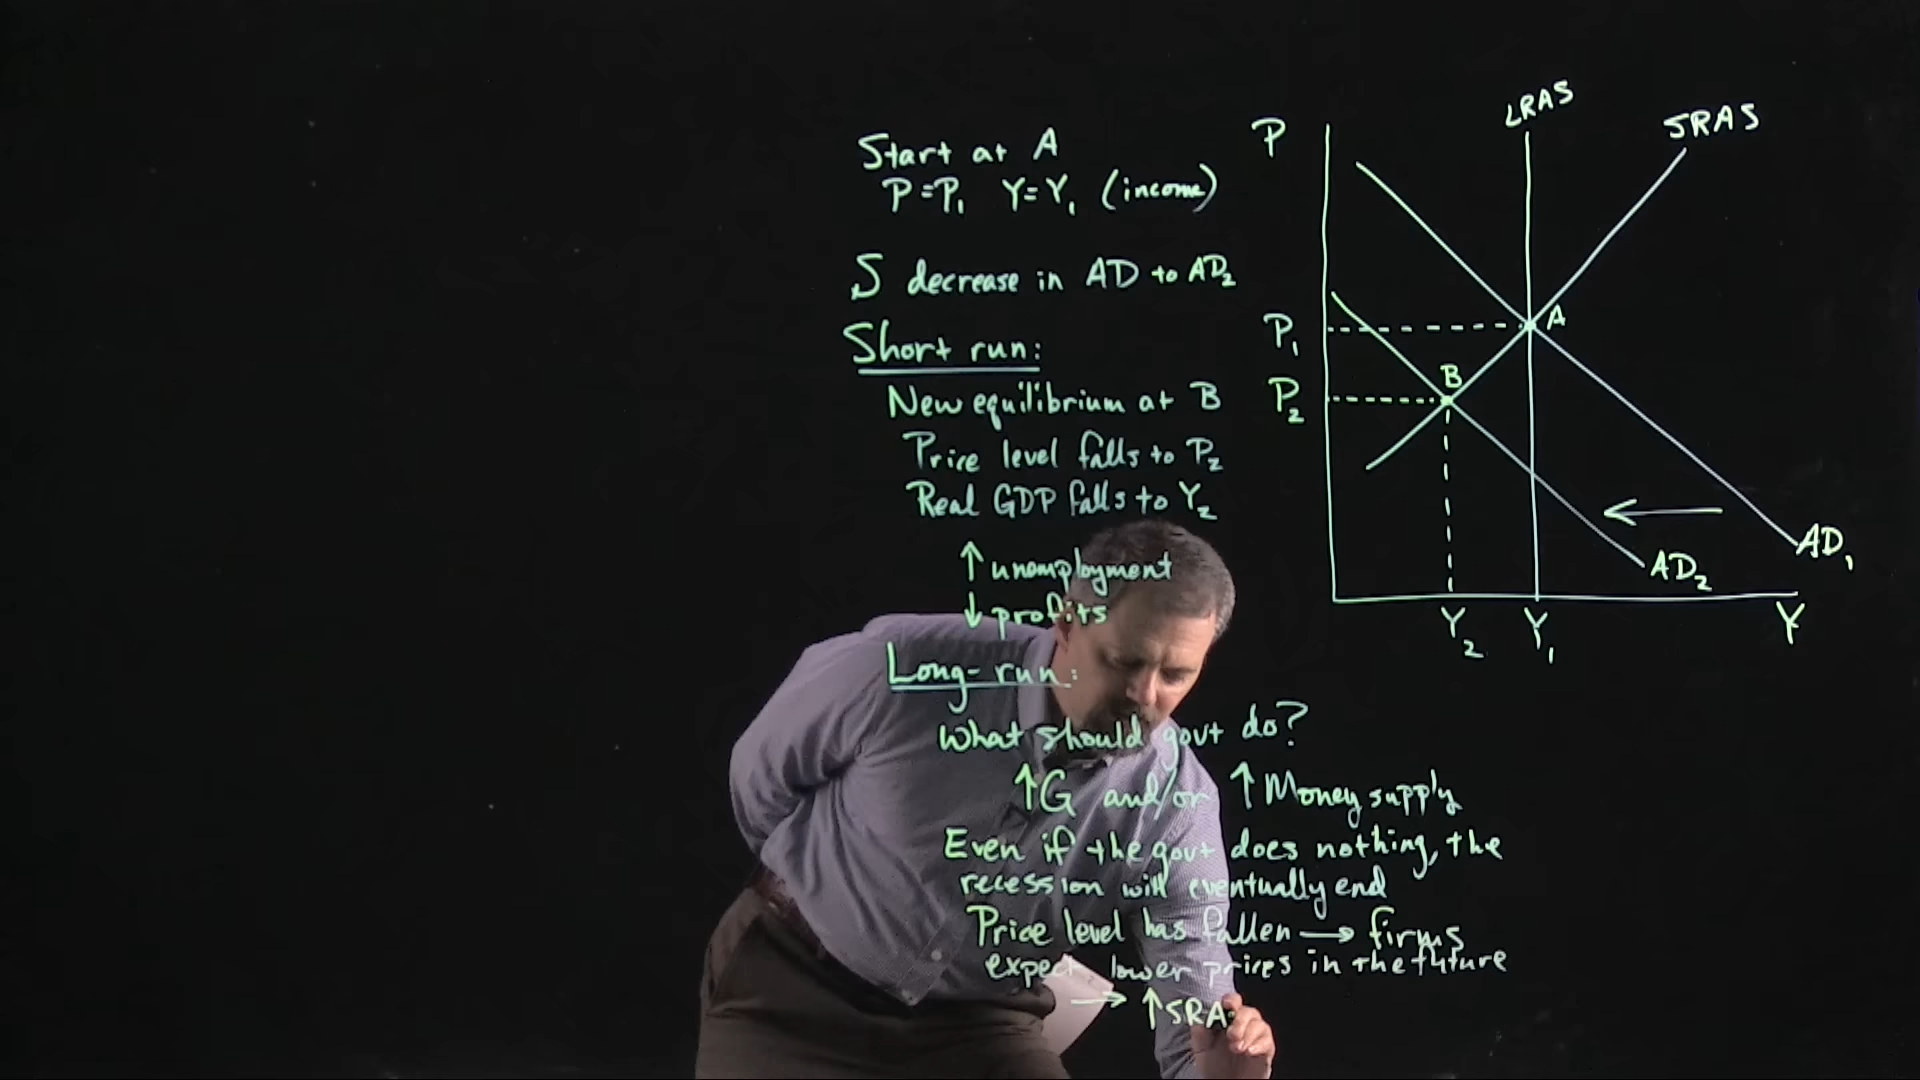 Start at A
P=P₁ Y=Y₁ (income)
S decrease in AD to AD₂
Short run:
New equilibrium at B
Price level falls to P₂
Real GDP falls to Y₂
↑ unemployment
↓ profits
Long-run:
What should govt do?
↑G and/or ↑ Money supply
Even if the govt does nothing, the
recession will eventually end
Price level has fallen → firms
expect lower prices in the future
→ ↑SRA
P
LRAS
SRAS
P₁
A
P₂
B
AD₁
AD₂
Y₂
Y₁
Y